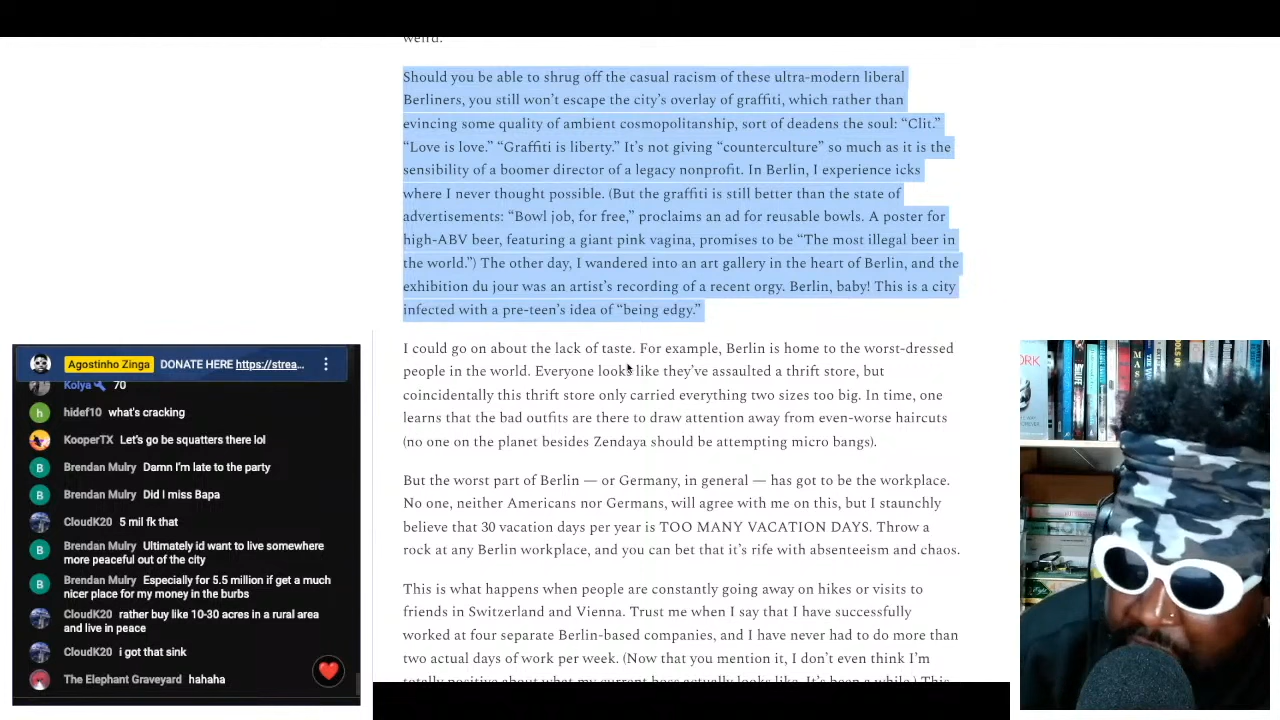 weird.
Should you be able to shrug off the casual racism of these ultra-modern liberal
Berliners, you still won’t escape the city’s overlay of graffiti, which rather than
evincing some quality of ambient cosmopolitanship, sort of deadens the soul: “Clit.”
“Love is love.” “Graffiti is liberty.” It’s not giving “counterculture” so much as it is the
sensibility of a boomer director of a legacy nonprofit. In Berlin, I experience icks
where I never thought possible. (But the graffiti is still better than the state of
advertisements: “Bowl job, for free,” proclaims an ad for reusable bowls. A poster for
high-ABV beer, featuring a giant pink vagina, promises to be “The most illegal beer in
the world.”) The other day, I wandered into an art gallery in the heart of Berlin, and the
exhibition du jour was an artist’s recording of a recent orgy. Berlin, baby! This is a city
infected with a pre-teen’s idea of “being edgy.”
I could go on about the lack of taste. For example, Berlin is home to the worst-dressed
people in the world. Everyone looks like they’ve assaulted a thrift store, but
coincidentally this thrift store only carried everything two sizes too big. In time, one
learns that the bad outfits are there to draw attention away from even-worse haircuts
(no one on the planet besides Zendaya should be attempting micro bangs).
But the worst part of Berlin — or Germany, in general — has got to be the workplace.
No one, neither Americans nor Germans, will agree with me on this, but I staunchly
believe that 30 vacation days per year is TOO MANY VACATION DAYS. Throw a
rock at any Berlin workplace, and you can bet that it’s rife with absenteeism and chaos.
This is what happens when people are constantly going away on hikes or visits to
friends in Switzerland and Vienna. Trust me when I say that I have successfully
worked at four separate Berlin-based companies, and I have never had to do more than
two actual days of work per week. (Now that you mention it, I don’t even think I’m
totally positive about what my current boss actually looks like. It’s been a while.) This
Agostinho Zinga DONATE HERE https://strea...
Kolya 70
h hidef10 what's cracking
KooperTX Let's go be squatters there lol
B Brendan Mulry Damn I'm late to the party
B Brendan Mulry Did I miss Bapa
CloudK20 5 mil fk that
B Brendan Mulry Ultimately id want to live somewhere
more peaceful out of the city
B Brendan Mulry Especially for 5.5 million if get a much
nicer place for my money in the burbs
CloudK20 rather buy like 10-30 acres in a rural area
and live in peace
CloudK20 i got that sink
The Elephant Graveyard hahaha